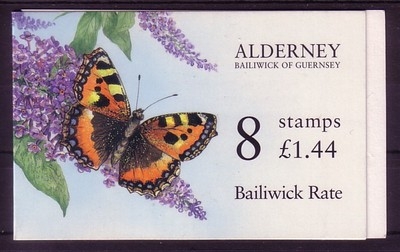 ALDERNEY
BAILIWICK OF GUERNSEY
8 stamps
£1.44
Bailiwick Rate